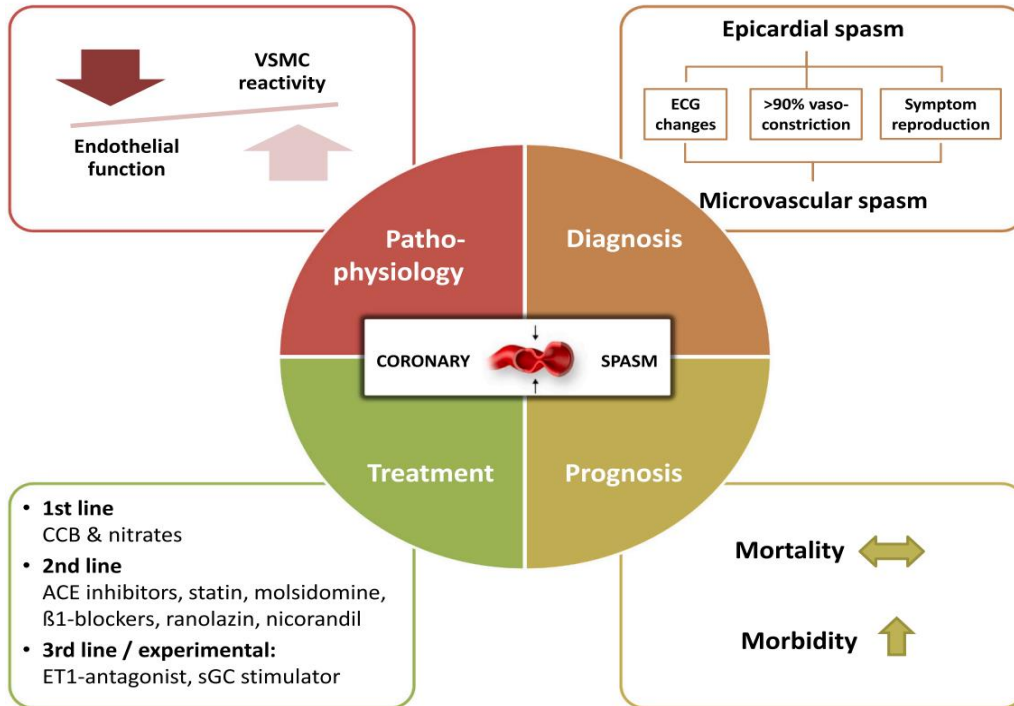 VSMC
reactivity
Endothelial
function
Epicardial spasm
ECG
changes
>90% vaso-
constriction
Symptom
reproduction
Microvascular spasm
Patho-
physiology
Diagnosis
CORONARY
SPASM
Treatment
Prognosis
• 1st line
CCB & nitrates
• 2nd line
ACE inhibitors, statin, molsidomine,
ß1-blockers, ranolazin, nicorandil
• 3rd line / experimental:
ET1-antagonist, sGC stimulator
Mortality
Morbidity